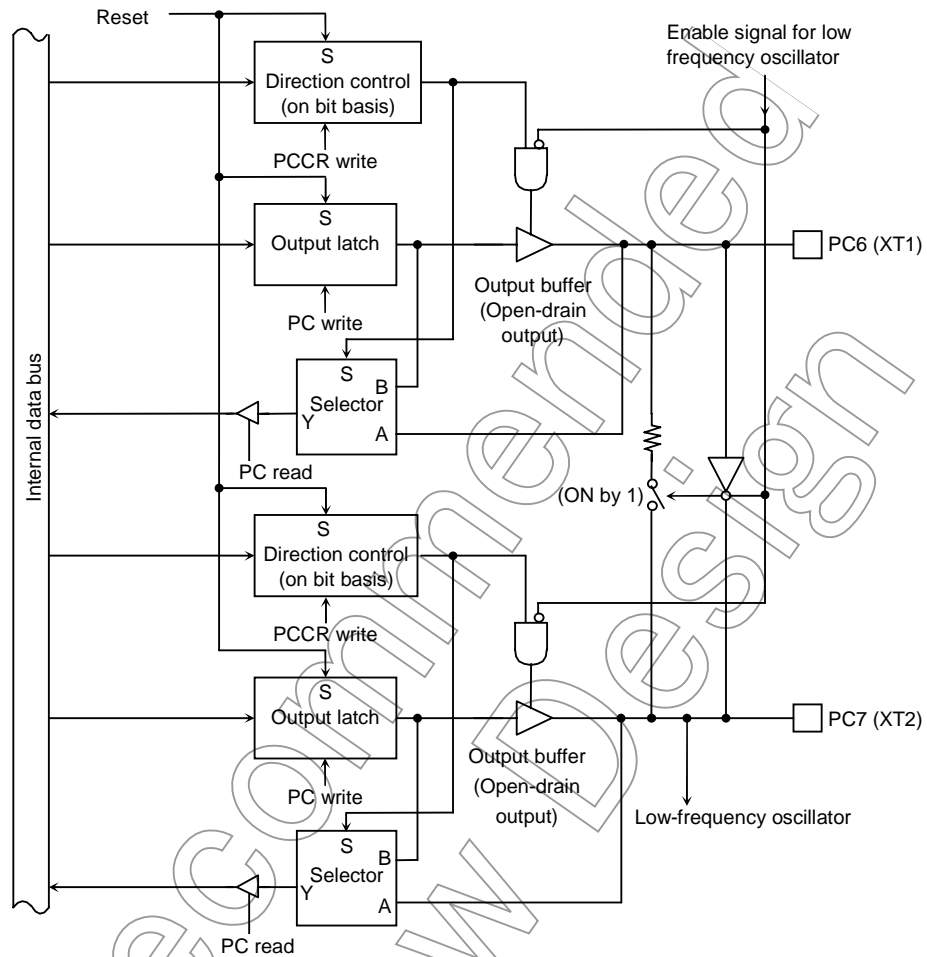 Reset
Enable signal for low
frequency oscillator
S
Direction control
(on bit basis)
PCCR write
S
Output latch
PC write
Output buffer
(Open-drain
output)
PC6 (XT1)
S
B
Selector
Y
A
PC read
(ON by 1)
Internal data bus
S
Direction control
(on bit basis)
PCCR write
S
Output latch
PC write
Output buffer
(Open-drain
output)
PC7 (XT2)
Low-frequency oscillator
S
B
Selector
Y
A
PC read
ecommended
w Design